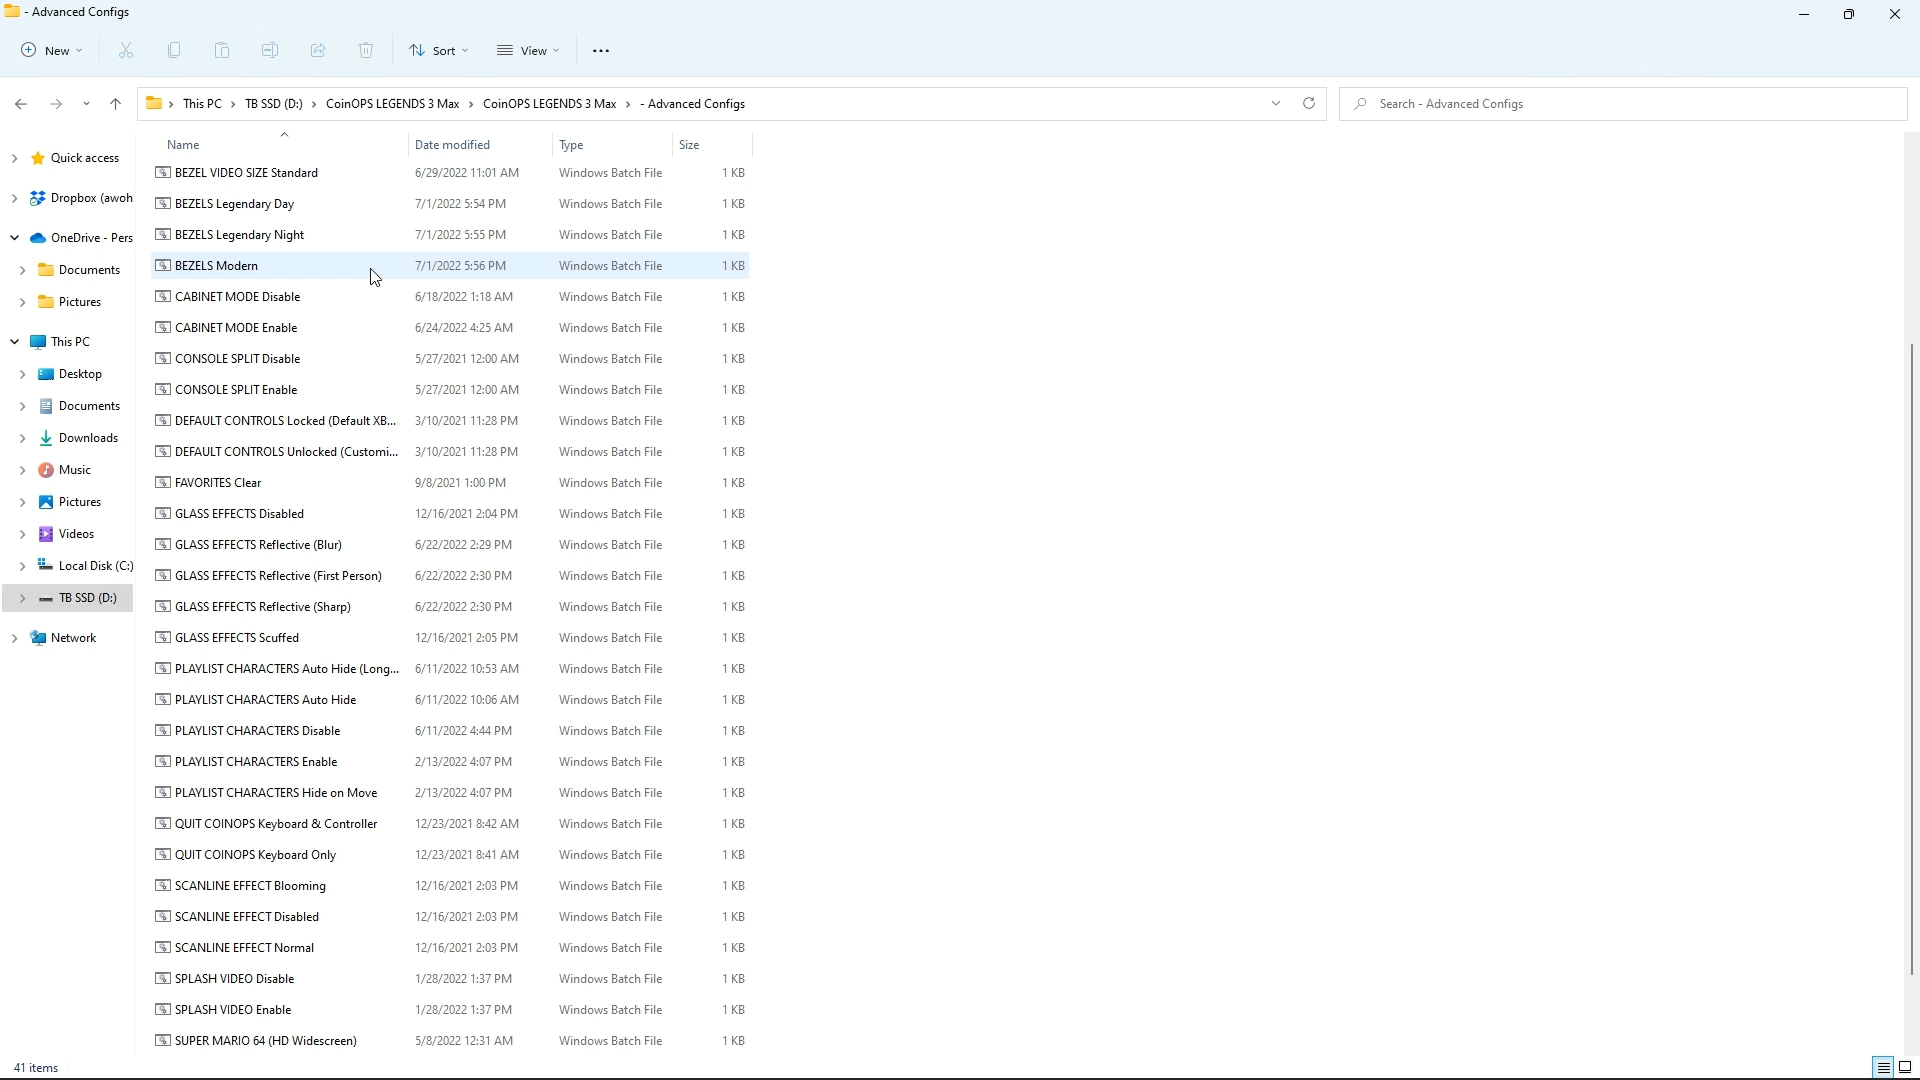 - Advanced Configs
New
Sort
View
This PC > TB SSD (D:) > CoinOPS LEGENDS 3 Max > CoinOPS LEGENDS 3 Max > - Advanced Configs
Search - Advanced Configs
Name Date modified Type Size
Quick access
Dropbox (awoh
OneDrive - Pers
Documents
Pictures
This PC
Desktop
Documents
Downloads
Music
Pictures
Videos
Local Disk (C:)
TB SSD (D:)
Network
BEZEL VIDEO SIZE Standard 6/29/2022 11:01 AM Windows Batch File 1 KB
BEZELS Legendary Day 7/1/2022 5:54 PM Windows Batch File 1 KB
BEZELS Legendary Night 7/1/2022 5:55 PM Windows Batch File 1 KB
BEZELS Modern 7/1/2022 5:56 PM Windows Batch File 1 KB
CABINET MODE Disable 6/18/2022 1:18 AM Windows Batch File 1 KB
CABINET MODE Enable 6/24/2022 4:25 AM Windows Batch File 1 KB
CONSOLE SPLIT Disable 5/27/2021 12:00 AM Windows Batch File 1 KB
CONSOLE SPLIT Enable 5/27/2021 12:00 AM Windows Batch File 1 KB
DEFAULT CONTROLS Locked (Default XB... 3/10/2021 11:28 PM Windows Batch File 1 KB
DEFAULT CONTROLS Unlocked (Customi... 3/10/2021 11:28 PM Windows Batch File 1 KB
FAVORITES Clear 9/8/2021 1:00 PM Windows Batch File 1 KB
GLASS EFFECTS Disabled 12/16/2021 2:04 PM Windows Batch File 1 KB
GLASS EFFECTS Reflective (Blur) 6/22/2022 2:29 PM Windows Batch File 1 KB
GLASS EFFECTS Reflective (First Person) 6/22/2022 2:30 PM Windows Batch File 1 KB
GLASS EFFECTS Reflective (Sharp) 6/22/2022 2:30 PM Windows Batch File 1 KB
GLASS EFFECTS Scuffed 12/16/2021 2:05 PM Windows Batch File 1 KB
PLAYLIST CHARACTERS Auto Hide (Long... 6/11/2022 10:53 AM Windows Batch File 1 KB
PLAYLIST CHARACTERS Auto Hide 6/11/2022 10:06 AM Windows Batch File 1 KB
PLAYLIST CHARACTERS Disable 6/11/2022 4:44 PM Windows Batch File 1 KB
PLAYLIST CHARACTERS Enable 2/13/2022 4:07 PM Windows Batch File 1 KB
PLAYLIST CHARACTERS Hide on Move 2/13/2022 4:07 PM Windows Batch File 1 KB
QUIT COINOPS Keyboard & Controller 12/23/2021 8:42 AM Windows Batch File 1 KB
QUIT COINOPS Keyboard Only 12/23/2021 8:41 AM Windows Batch File 1 KB
SCANLINE EFFECT Blooming 12/16/2021 2:03 PM Windows Batch File 1 KB
SCANLINE EFFECT Disabled 12/16/2021 2:03 PM Windows Batch File 1 KB
SCANLINE EFFECT Normal 12/16/2021 2:03 PM Windows Batch File 1 KB
SPLASH VIDEO Disable 1/28/2022 1:37 PM Windows Batch File 1 KB
SPLASH VIDEO Enable 1/28/2022 1:37 PM Windows Batch File 1 KB
SUPER MARIO 64 (HD Widescreen) 5/8/2022 12:31 AM Windows Batch File 1 KB
41 items